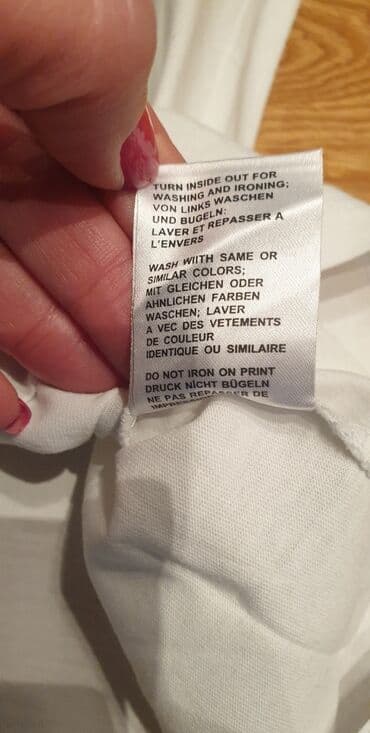 TURN INSIDE OUT FOR
WASHING AND IRONING;
VON LINKS WASCHEN
UND BUGELN;
LAVER ET REPASSER A
L'ENVERS
WASH WIITH SAME OR
SIMILAR COLORS;
MIT GLEICHEN ODER
AHNLICHEN FARBEN
WASCHEN; LAVER
A VEC DES VETEMENTS
DE COULEUR
IDENTIQUE OU SIMILAIRE
DO NOT IRON ON PRINT
DRUCK NICHT BÜGELN
NE PAS REPASSER DE